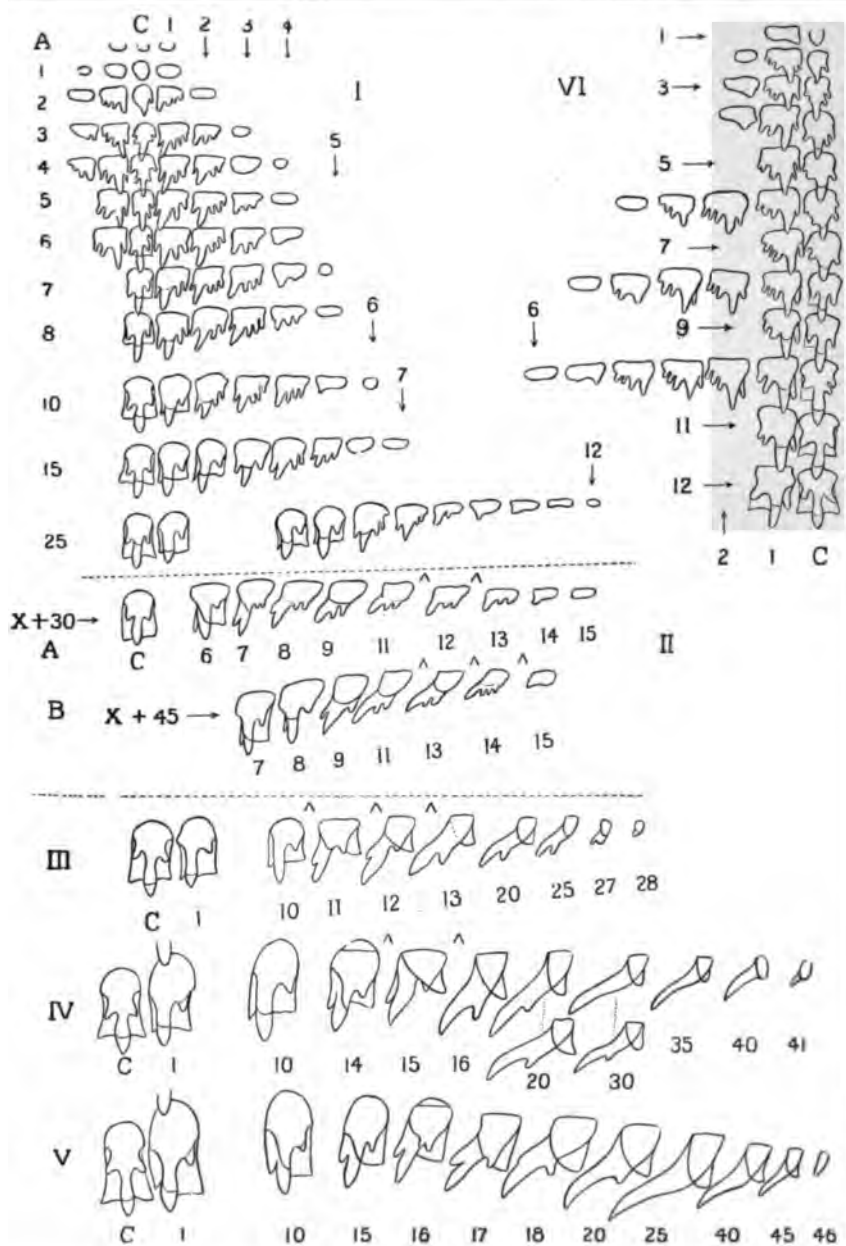 A C 1 2 3 4
1
2 I
3 5
4
5
6
7
8 6
10 7
15 12
25
X+30 → A
C 6 7 8 9 11 12 13 14 15 II
B X + 45 →
7 8 9 11 13 14 15
III
C 1 10 11 12 13 20 25 27 28
IV
C 1 10 14 15 16 20 30 35 40 41
V
C 1 10 15 16 17 18 20 25 40 45 46
VI
1
3
5
7
6
9
11
12
2 1 C